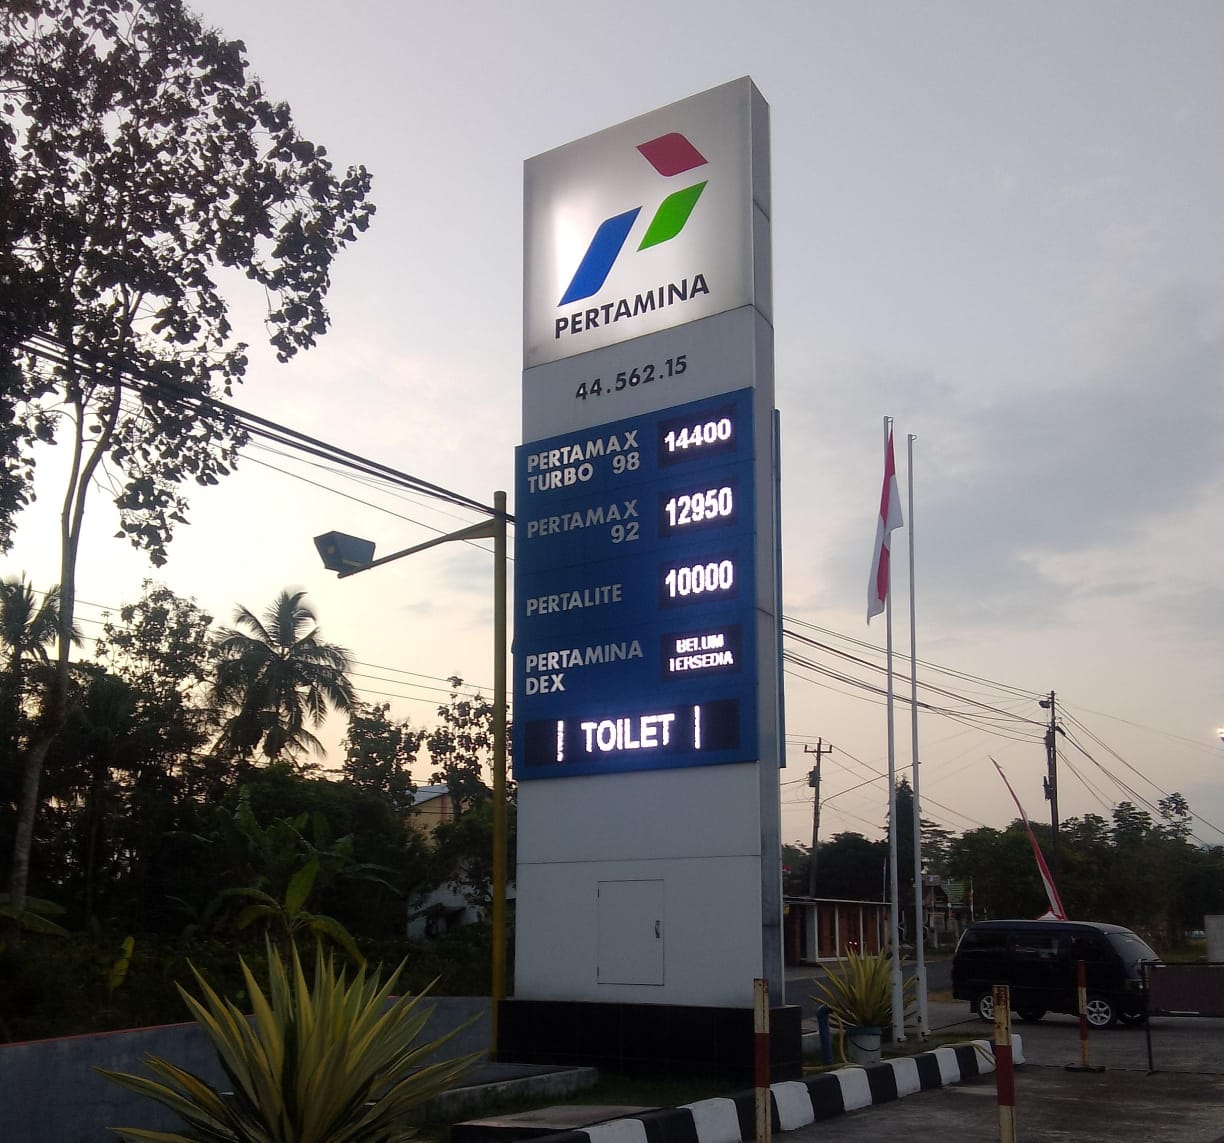 PERTAMINA
44.562.15
PERTAMAX
TURBO 98
14400
PERTAMAX
92
12950
PERTALITE
10000
PERTAMINA
DEX
BELUM
TERSEDIA
TOILET